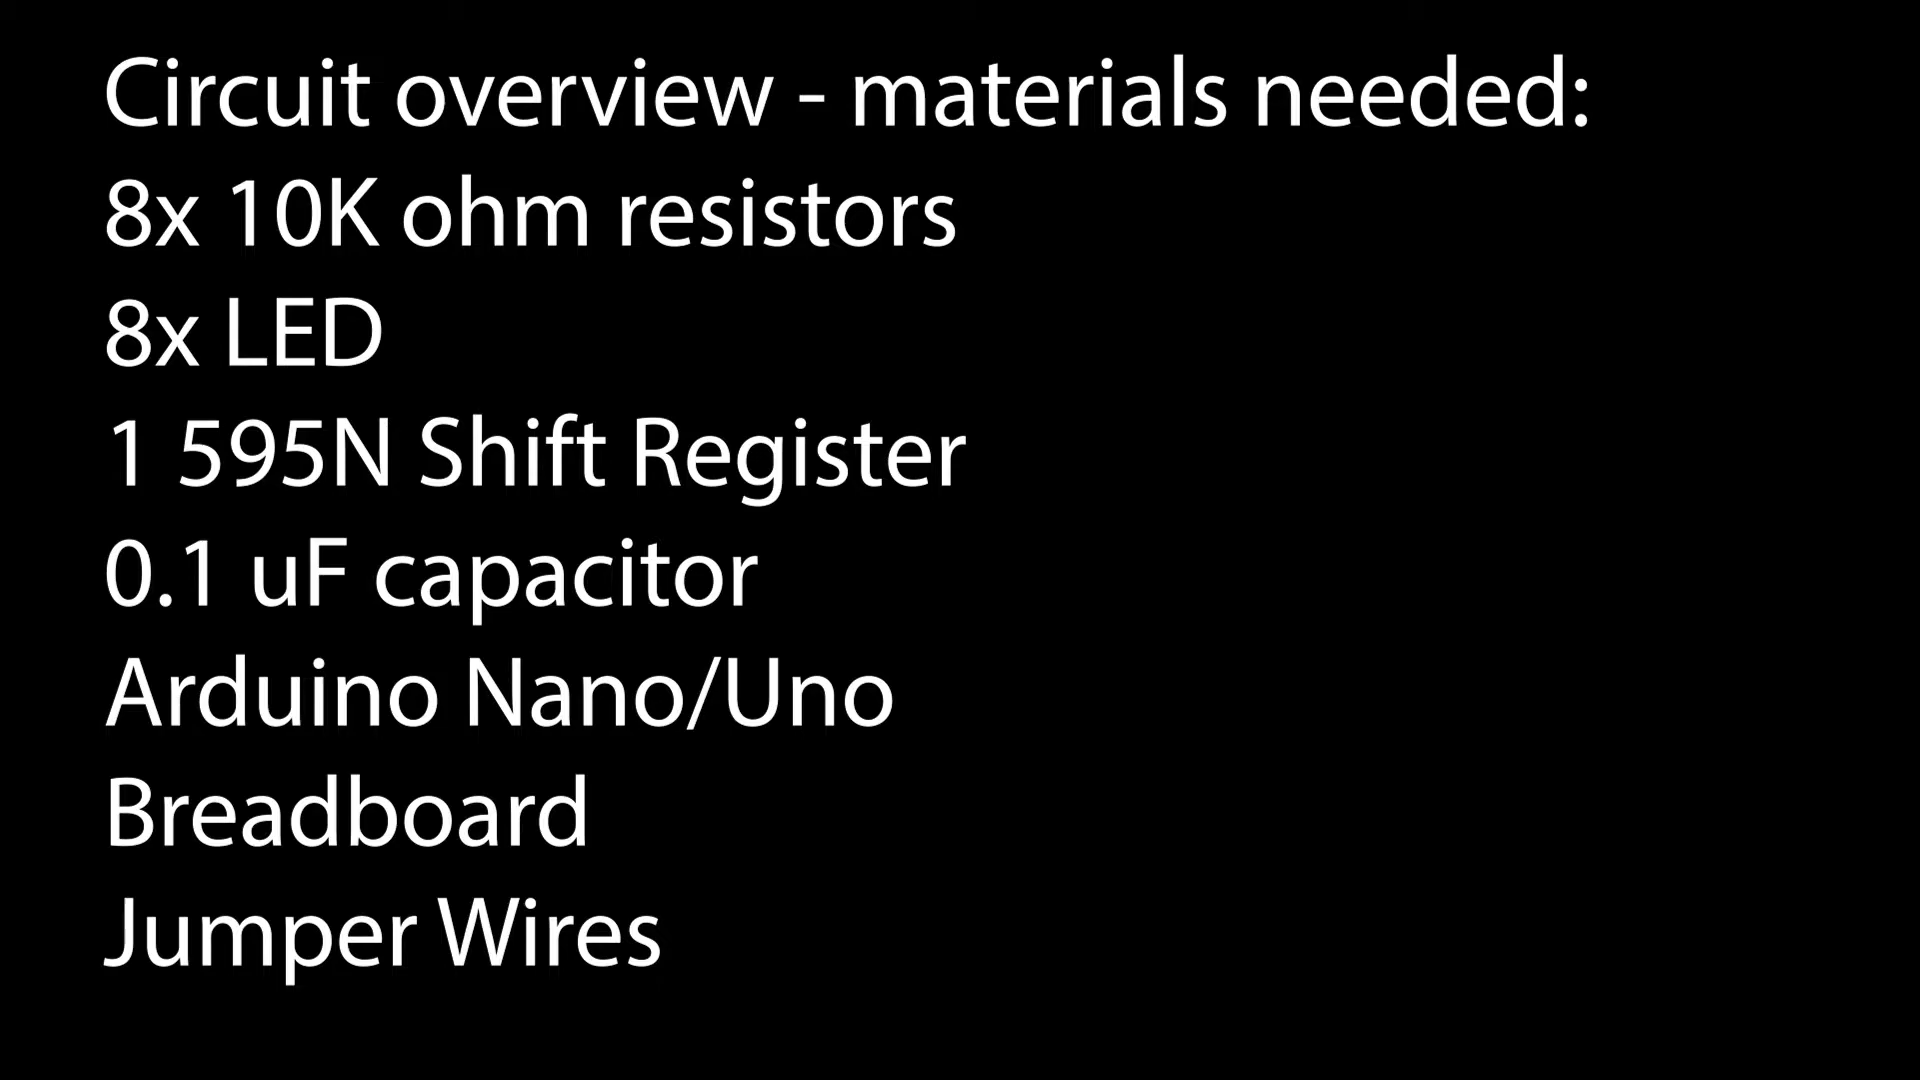 Circuit overview - materials needed:
8x 10K ohm resistors
8x LED
1 595N Shift Register
0.1 uF capacitor
Arduino Nano/Uno
Breadboard
Jumper Wires